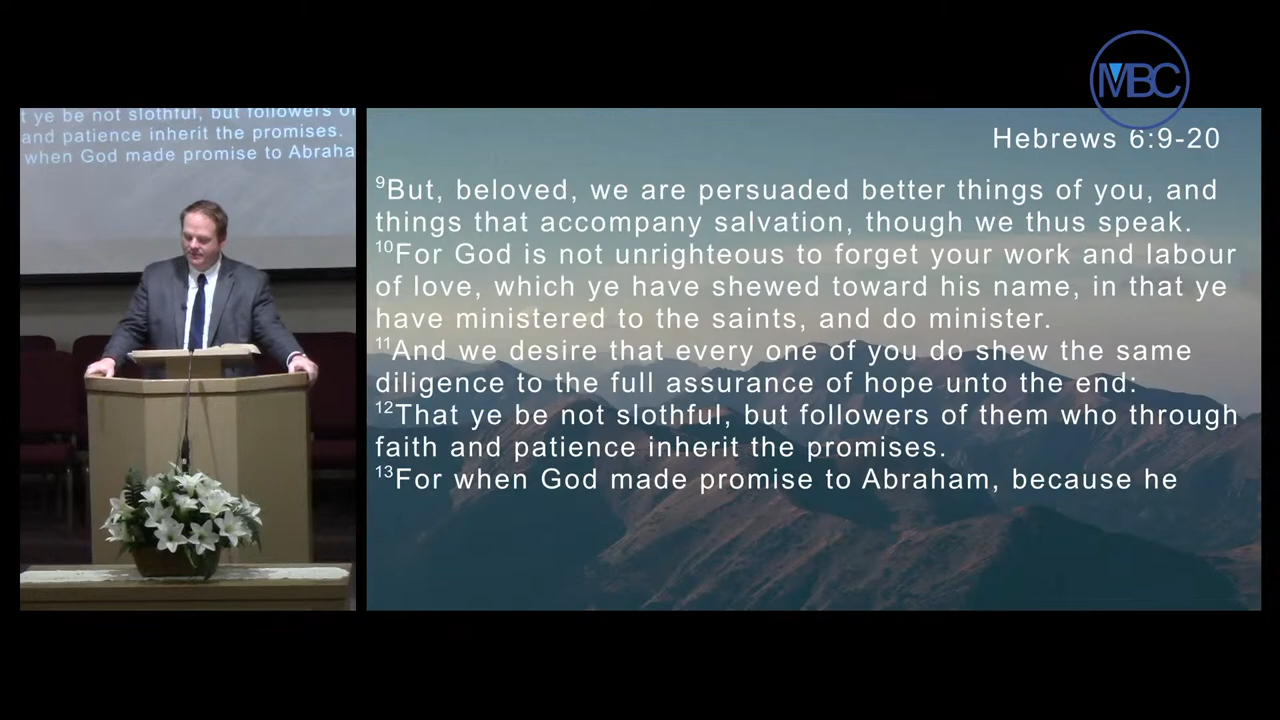 MBC
t ye be not slothful, but followers of
and patience inherit the promises.
when God made promise to Abraha
Hebrews 6:9-20
⁹But, beloved, we are persuaded better things of you, and
things that accompany salvation, though we thus speak.
¹⁰For God is not unrighteous to forget your work and labour
of love, which ye have shewed toward his name, in that ye
have ministered to the saints, and do minister.
¹¹And we desire that every one of you do shew the same
diligence to the full assurance of hope unto the end:
¹²That ye be not slothful, but followers of them who through
faith and patience inherit the promises.
¹³For when God made promise to Abraham, because he